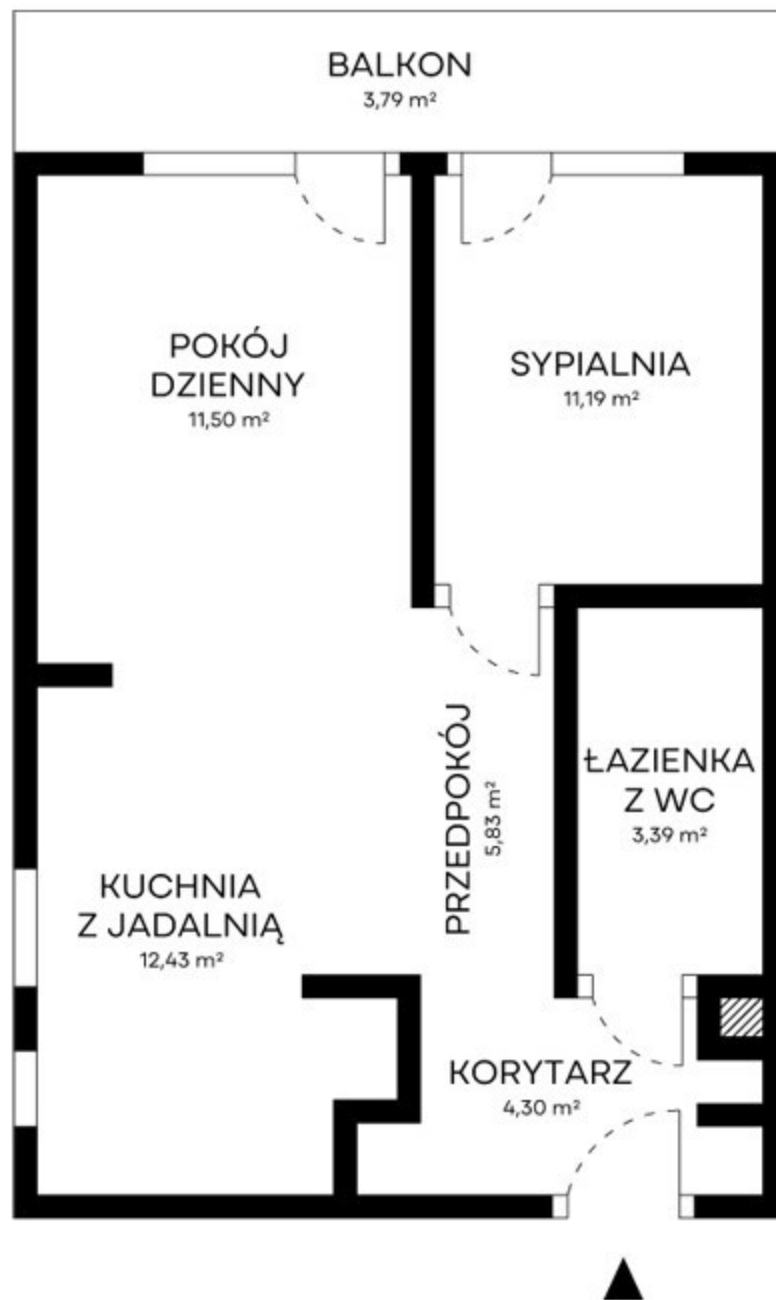 BALKON
3,79 m²
POKÓJ
DZIENNY
11,50 m²
SYPIALNIA
11,19 m²
PRZEDPOKÓJ
5,83 m²
ŁAZIENKA
Z WC
3,39 m²
KUCHNIA
Z JADALNIĄ
12,43 m²
KORYTARZ
4,30 m²